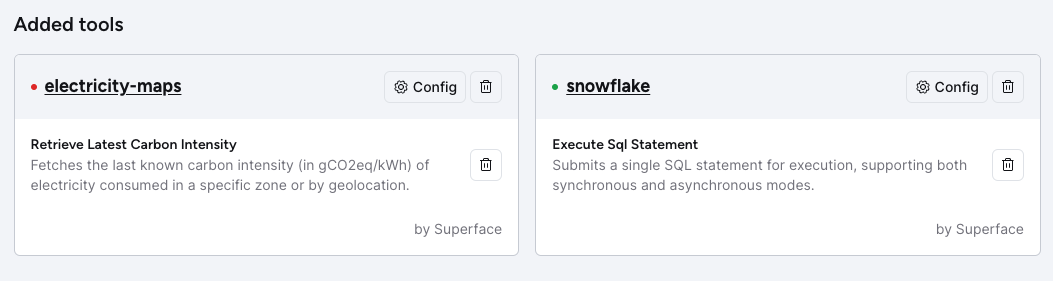 Added tools
electricity-maps
Config
Retrieve Latest Carbon Intensity
Fetches the last known carbon intensity (in gCO2eq/kWh) of
electricity consumed in a specific zone or by geolocation.
by Superface
snowflake
Config
Execute Sql Statement
Submits a single SQL statement for execution, supporting both
synchronous and asynchronous modes.
by Superface